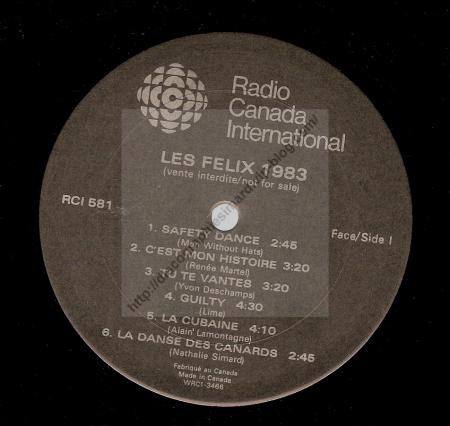 Radio
Canada
International
LES FELIX 1983
(vente interdite/not for sale)
RCI 581
Face/Side I
1. SAFETY DANCE 2:45
(Men Without Hats)
2. C'EST MON HISTOIRE 3:20
(Renée Martel)
3. TU TE VANTES 3:20
(Yvon Deschamps)
4. GUILTY 4:30
(Lime)
5. LA CUBAINE 4:10
(Alain Lamontagne)
6. LA DANSE DES CANARDS 2:45
(Nathalie Simard)
Fabriqué au Canada
Made in Canada
WRC1-3466